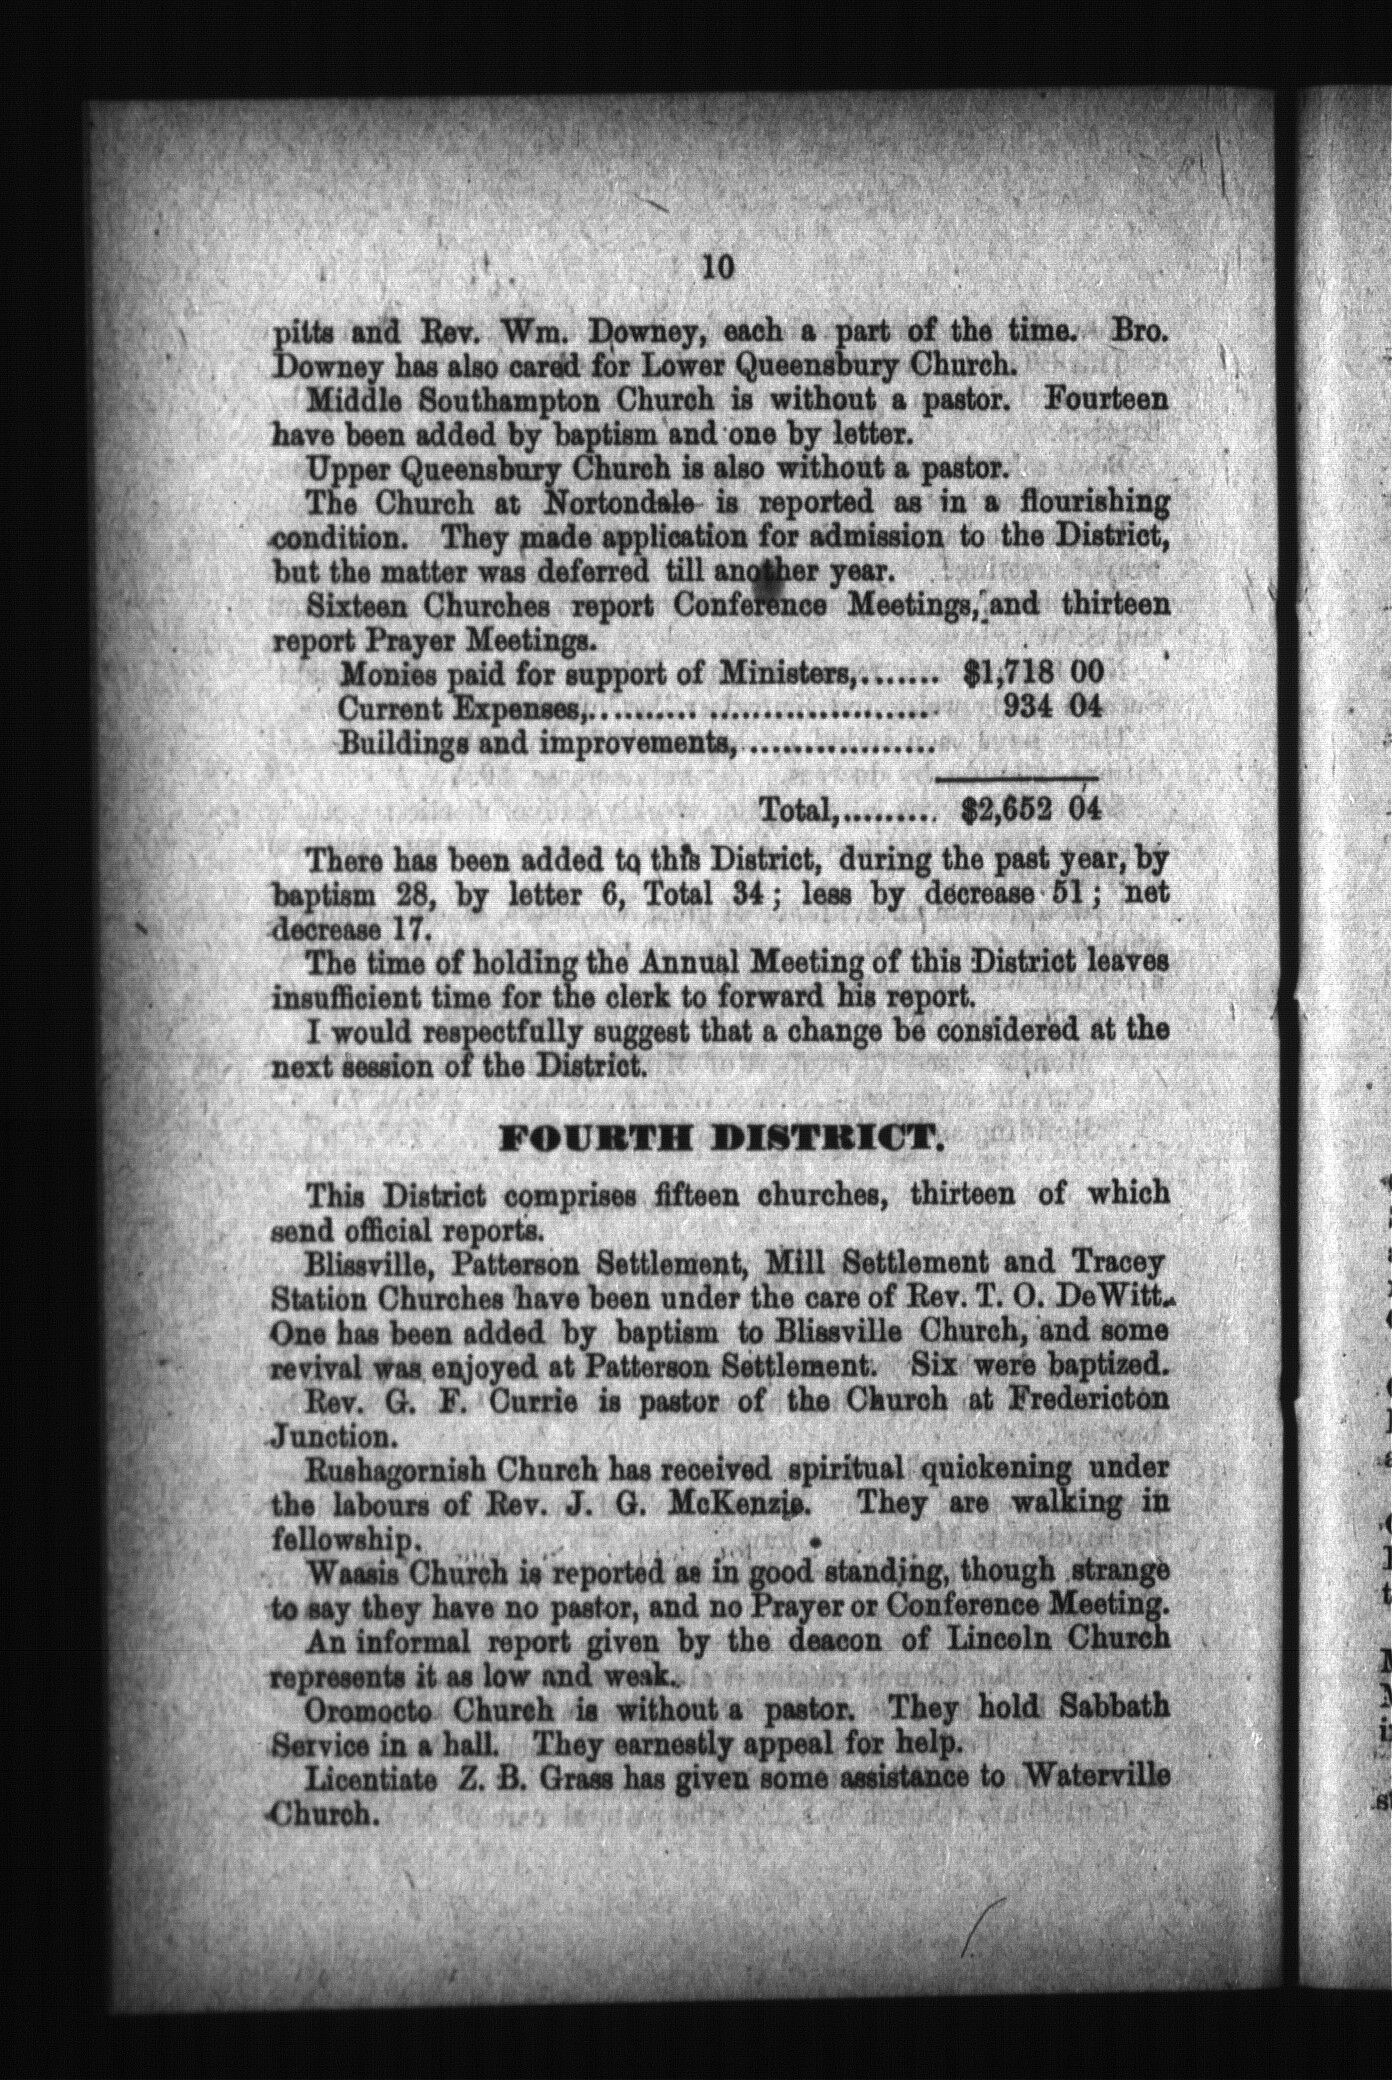 10
pitts and Rev. Wm. Downey, each a part of the time. Bro.
Downey has also cared for Lower Queensbury Church.
Middle Southampton Church is without a pastor. Fourteen
have been added by baptism and one by letter.
Upper Queensbury Church is also without a pastor.
The Church at Nortondale is reported as in a flourishing
condition. They made application for admission to the District,
but the matter was deferred till another year.
Sixteen Churches report Conference Meetings, and thirteen
report Prayer Meetings.
Monies paid for support of Ministers,....... $1,718 00
Current Expenses,............................... 934 04
Buildings and improvements, .................
Total,......... $2,652 04
There has been added to this District, during the past year, by
baptism 28, by letter 6, Total 34 ; less by decrease 51 ; net
decrease 17.
The time of holding the Annual Meeting of this District leaves
insufficient time for the clerk to forward his report.
I would respectfully suggest that a change be considered at the
next session of the District.
FOURTH DISTRICT.
This District comprises fifteen churches, thirteen of which
send official reports.
Blissville, Patterson Settlement, Mill Settlement and Tracey
Station Churches have been under the care of Rev. T. O. DeWitt.
One has been added by baptism to Blissville Church, and some
revival was enjoyed at Patterson Settlement. Six were baptized.
Rev. G. F. Currie is pastor of the Church at Fredericton
Junction.
Rushagornish Church has received spiritual quickening under
the labours of Rev. J. G. McKenzie. They are walking in
fellowship.
Waasis Church is reported as in good standing, though strange
to say they have no pastor, and no Prayer or Conference Meeting.
An informal report given by the deacon of Lincoln Church
represents it as low and weak.
Oromocto Church is without a pastor. They hold Sabbath
Service in a hall. They earnestly appeal for help.
Licentiate Z. B. Grass has given some assistance to Waterville
Church.